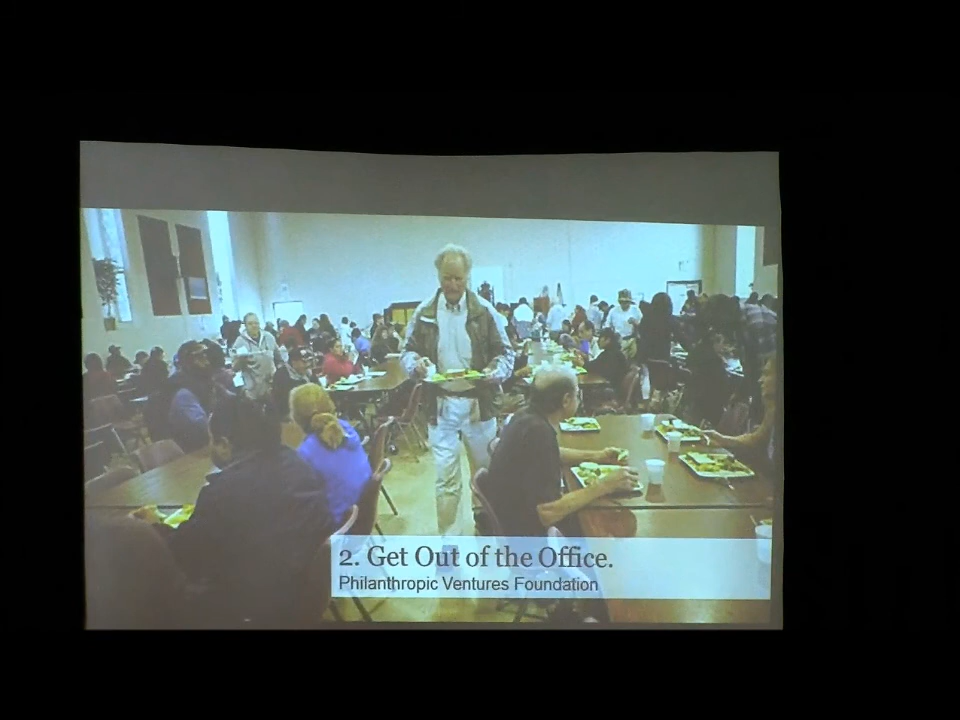 2. Get Out of the Office.
Philanthropic Ventures Foundation